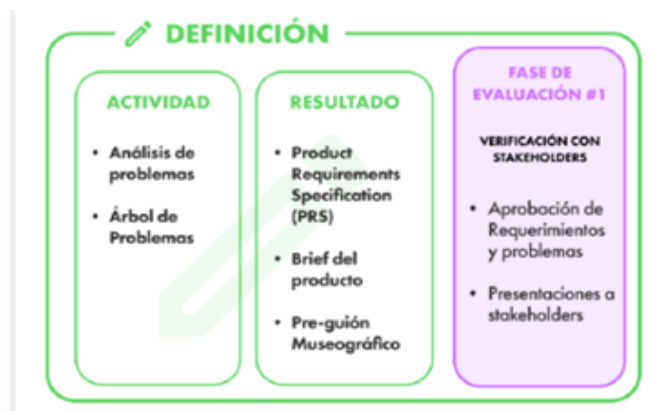 DEFINICIÓN
ACTIVIDAD
• Análisis de
problemas
• Árbol de
Problemas
RESULTADO
• Product
Requirements
Specification
(PRS)
• Brief del
producto
• Pre-guión
Museográfico
FASE DE
EVALUACIÓN #1
VERIFICACIÓN CON
STAKEHOLDERS
• Aprobación de
Requerimientos
y problemas
• Presentaciones a
stakeholders